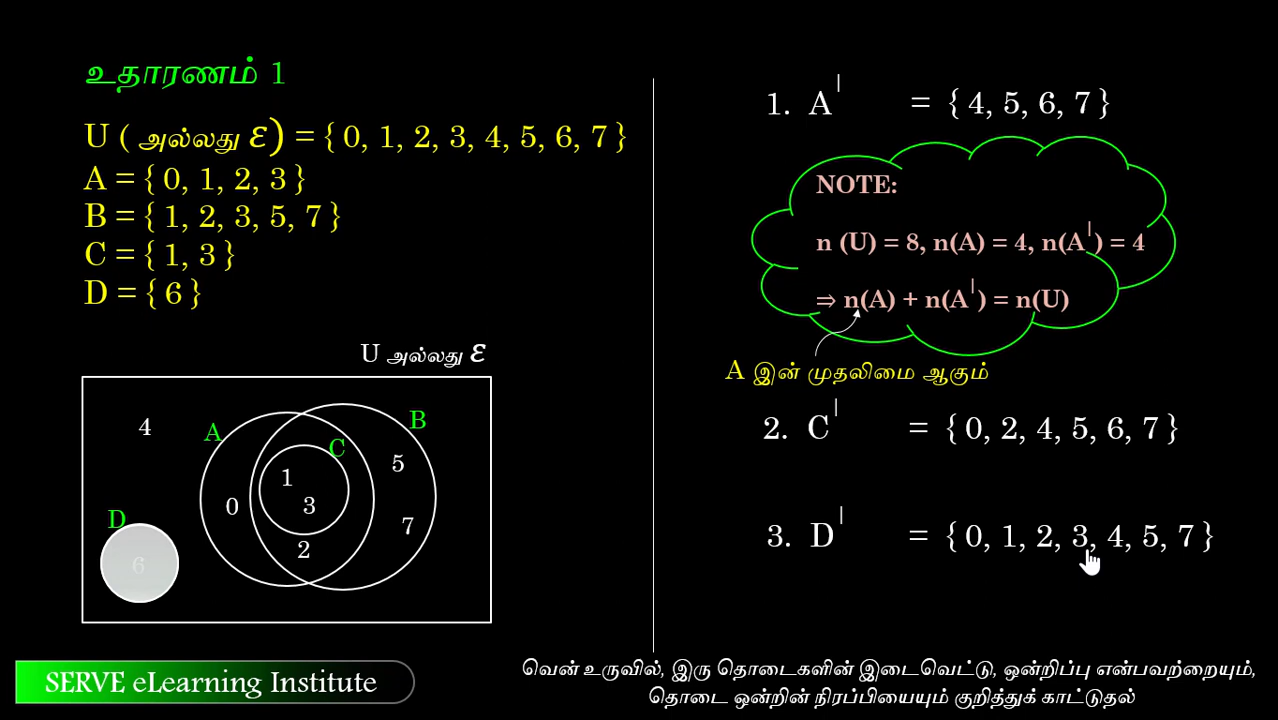 உதாரணம் 1
U ( அல்லது ℰ) = { 0, 1, 2, 3, 4, 5, 6, 7 }
A = { 0, 1, 2, 3 }
B = { 1, 2, 3, 5, 7 }
C = { 1, 3 }
D = { 6 }
U அல்லது ℰ
4
A
B
C
1
5
0
3
7
D
2
6
1. A' = { 4, 5, 6, 7 }
NOTE:
n (U) = 8, n(A) = 4, n(A') = 4
⇒ n(A) + n(A') = n(U)
A இன் முதலிமை ஆகும்
2. C' = { 0, 2, 4, 5, 6, 7 }
3. D' = { 0, 1, 2, 3, 4, 5, 7 }
SERVE eLearning Institute
வென் உருவில், இரு தொடைகளின் இடைவெட்டு, ஒன்றிப்பு என்பவற்றையும்,
தொடை ஒன்றின் நிரப்பியையும் குறித்துக் காட்டுதல்